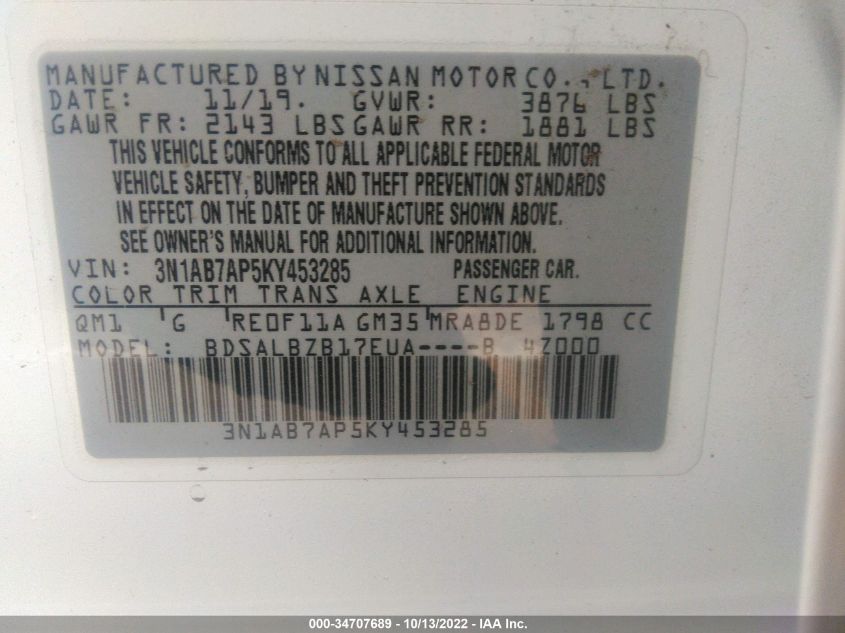 MANUFACTURED BY NISSAN MOTOR CO., LTD.
DATE: 11/19. GVWR: 3876 LBS
GAWR FR: 2143 LBS GAWR RR: 1881 LBS
THIS VEHICLE CONFORMS TO ALL APPLICABLE FEDERAL MOTOR
VEHICLE SAFETY, BUMPER AND THEFT PREVENTION STANDARDS
IN EFFECT ON THE DATE OF MANUFACTURE SHOWN ABOVE.
SEE OWNER'S MANUAL FOR ADDITIONAL INFORMATION.
VIN: 3N1AB7AP5KY453285 PASSENGER CAR.
COLOR TRIM TRANS AXLE ENGINE
QM1 G RE0F11A GM35 MRA8DE 1798 CC
MODEL: BDSALBZB17EUA----B 4Z000
3N1AB7AP5KY453285
000-34707689 - 10/13/2022 - IAA Inc.